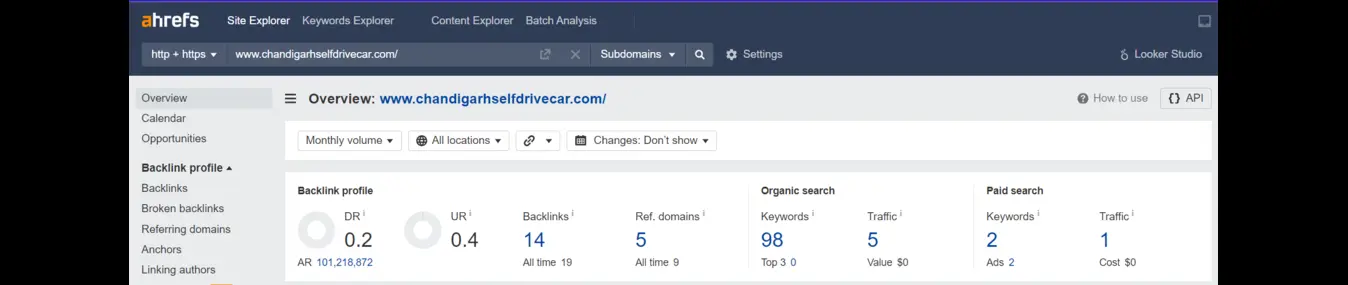 ahrefs Site Explorer Keywords Explorer Content Explorer Batch Analysis
http + https www.chandigarhselfdrivecar.com/ Subdomains Settings Looker Studio
Overview
Calendar
Opportunities
Backlink profile
Backlinks
Broken backlinks
Referring domains
Anchors
Linking authors
Overview: www.chandigarhselfdrivecar.com/ How to use {} API
Monthly volume All locations Changes: Don't show
Backlink profile
DR i UR i Backlinks i Ref. domains i
0.2 0.4 14 5
AR 101,218,872 All time 19 All time 9
Organic search
Keywords i Traffic i
98 5
Top 3 0 Value $0
Paid search
Keywords i Traffic i
2 1
Ads 2 Cost $0